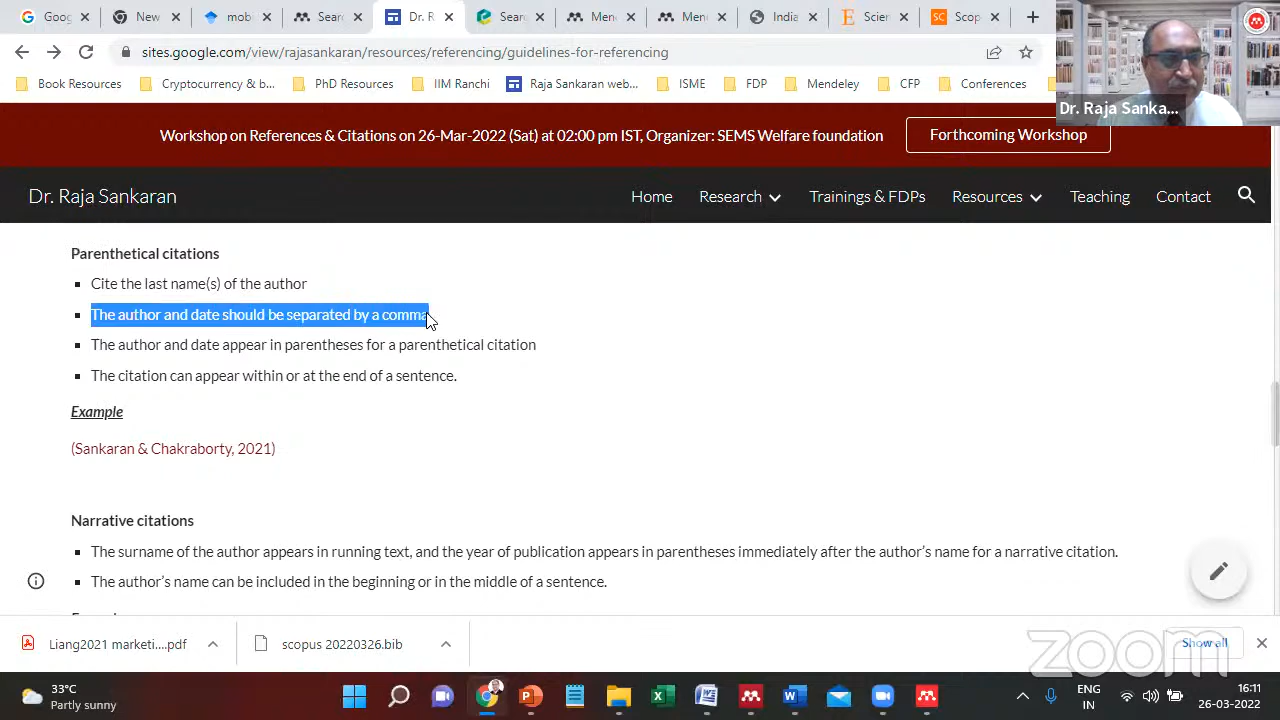 Goog
New
mobi
Searc
Dr. R
Searc
Mend
Mend
India
Scien
Scop
sites.google.com/view/rajasankaran/resources/referencing/guidelines-for-referencing
Book Resources
Cryptocurrency & b...
PhD Resources
IIM Ranchi
Raja Sankaran web...
ISME
FDP
Mendeley
CFP
Conferences
Dr. Raja Sanka...
Workshop on References & Citations on 26-Mar-2022 (Sat) at 02:00 pm IST, Organizer: SEMS Welfare foundation
Forthcoming Workshop
Dr. Raja Sankaran
Home
Research
Trainings & FDPs
Resources
Teaching
Contact
Parenthetical citations
Cite the last name(s) of the author
The author and date should be separated by a comma
The author and date appear in parentheses for a parenthetical citation
The citation can appear within or at the end of a sentence.
Example
(Sankaran & Chakraborty, 2021)
Narrative citations
The surname of the author appears in running text, and the year of publication appears in parentheses immediately after the author's name for a narrative citation.
The author's name can be included in the beginning or in the middle of a sentence.
Liang2021 marketi....pdf
scopus 20220326.bib
Show all
zoom
33°C
Partly sunny
ENG
IN
16:11
26-03-2022